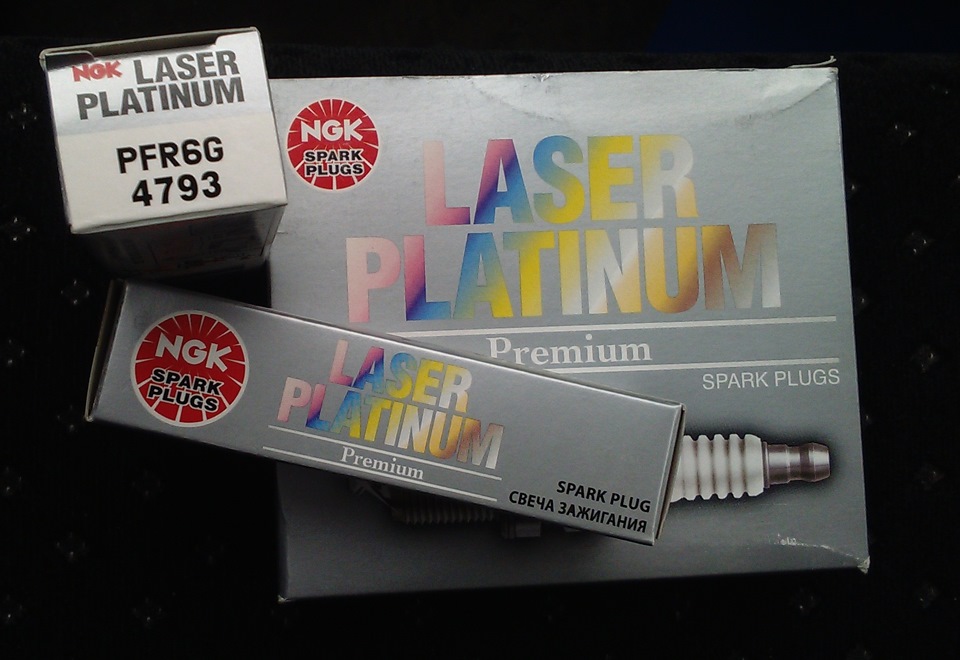 NGK LASER
PLATINUM
PFR6G
4793
NGK
SPARK
PLUGS
LASER
PLATINUM
Premium
SPARK PLUGS
NGK
SPARK
PLUGS
LASER
PLATINUM
Premium
SPARK PLUG
СВЕЧА ЗАЖИГАНИЯ